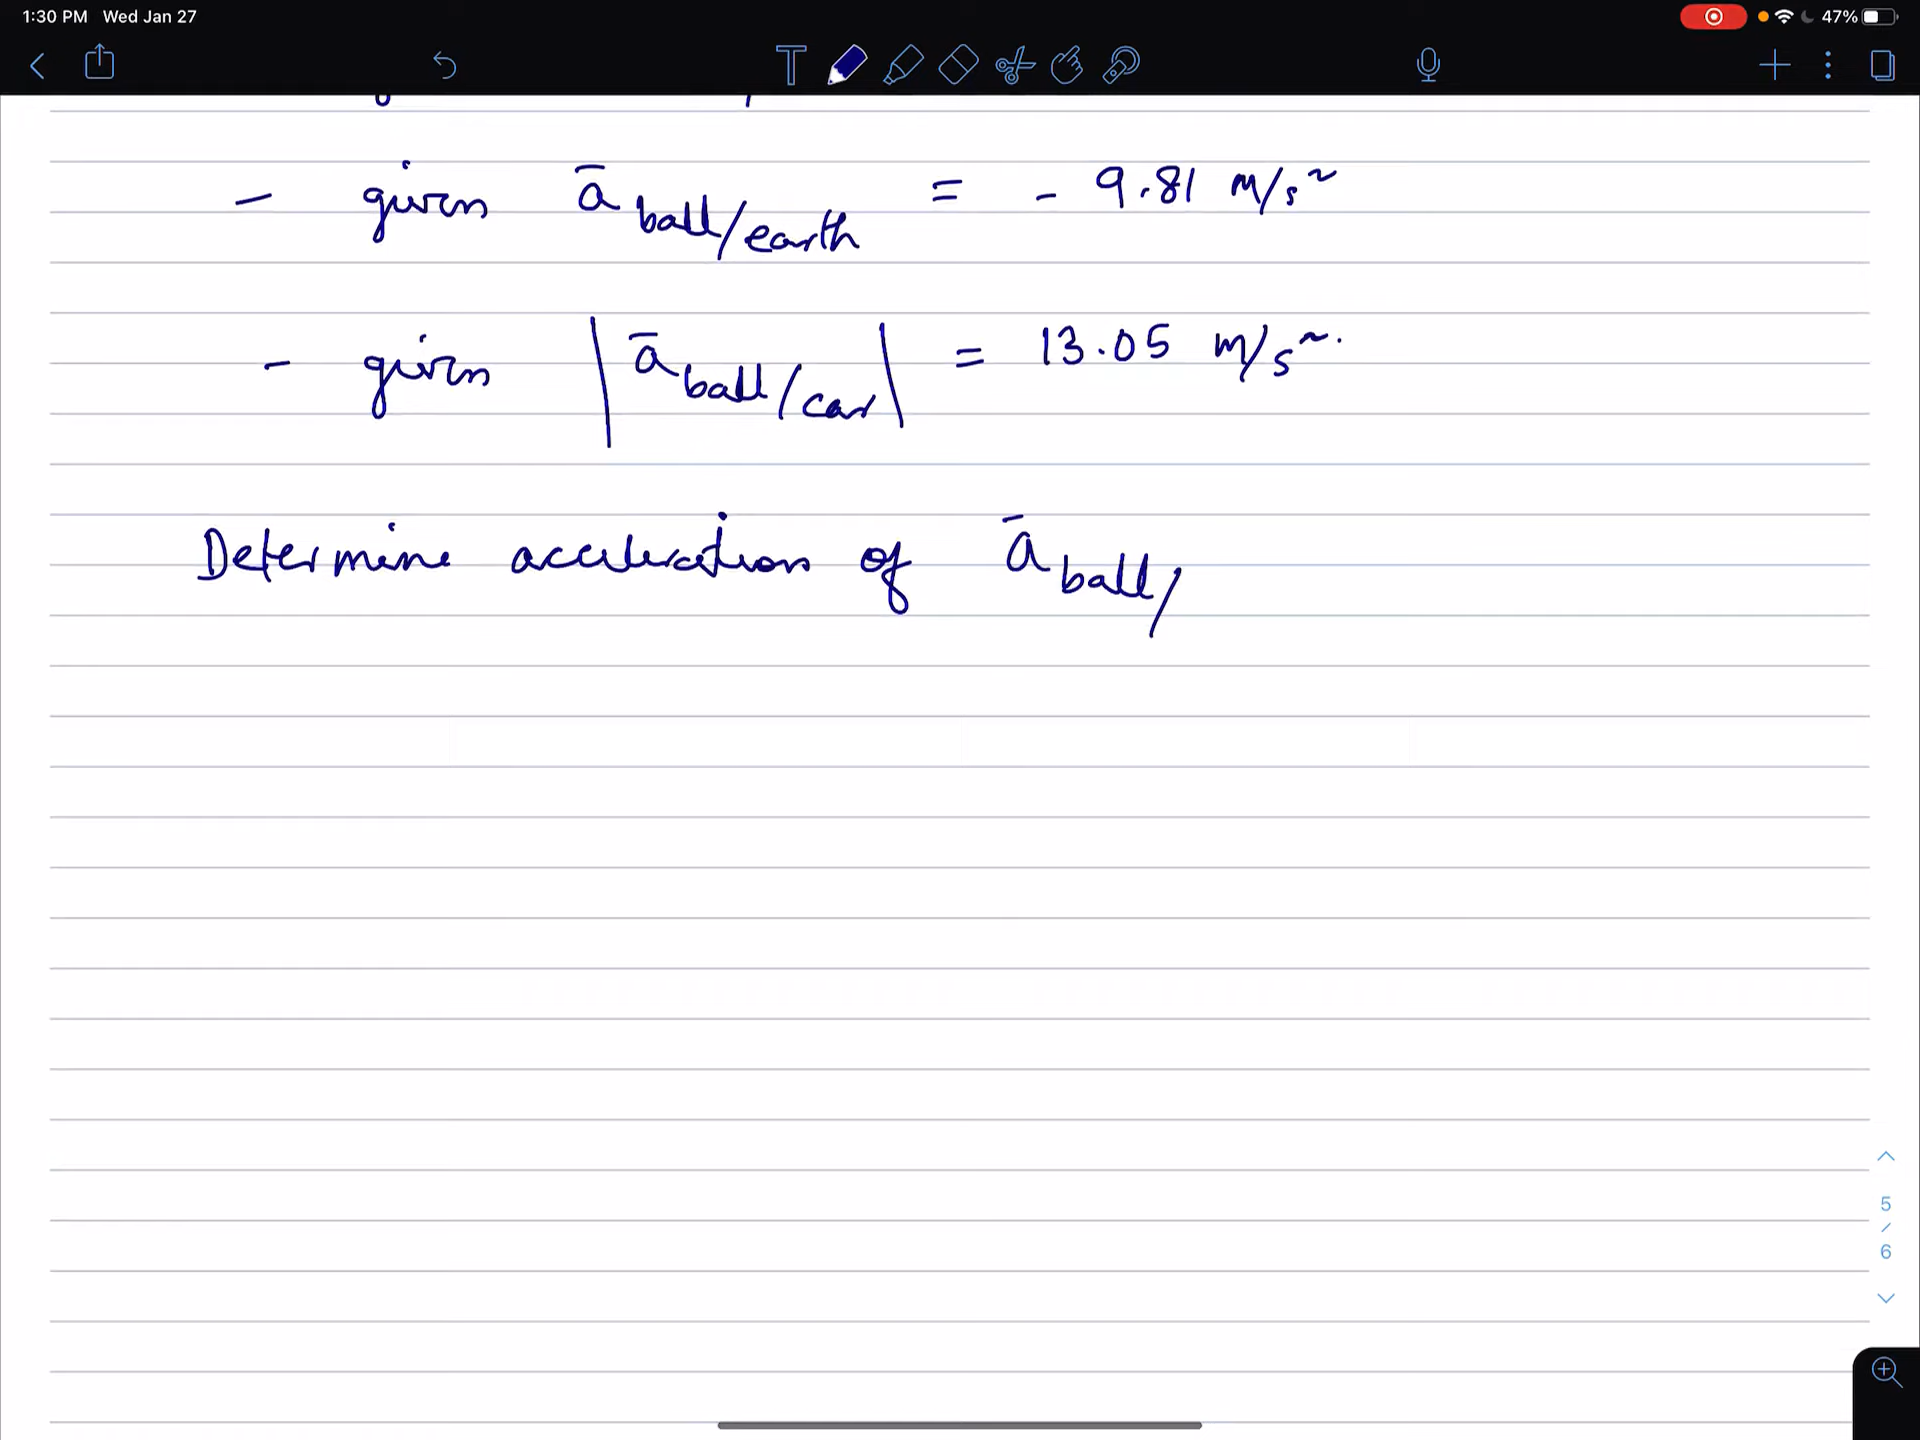 1:30 PM Wed Jan 27
47%
- given ā ball/earth = - 9.81 m/s²
- given |ā ball/car| = 13.05 m/s².
Determine acceleration of ā ball/
5
/
6